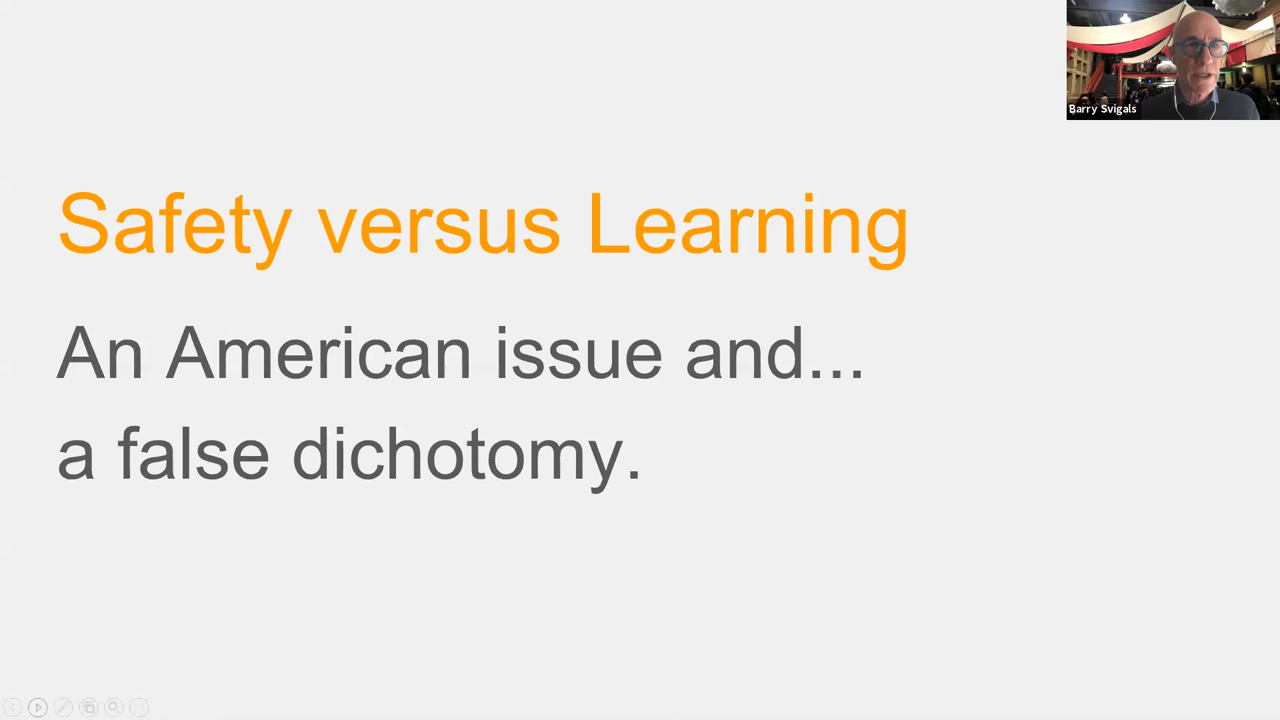 Barry Svigals
Safety versus Learning
An American issue and...
a false dichotomy.